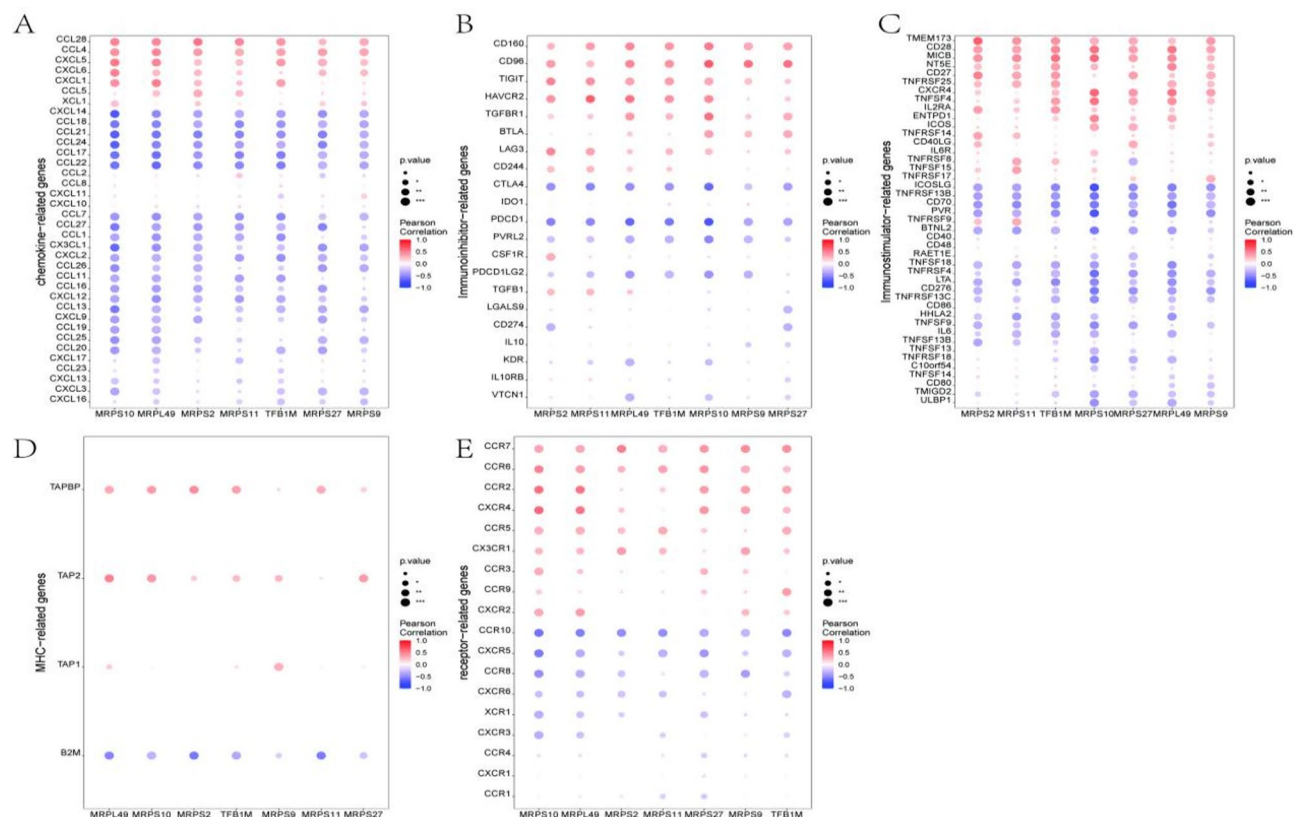 A
CCL28
CCL4
CXCL5
CXCL6
CXCL1
CCL5
XCL1
CXCL14
CCL18
CCL21
CCL24
CCL17
CCL22
CCL2
CCL8
CXCL11
CXCL10
CCL7
CCL27
CCL1
CX3CL1
CXCL2
CCL26
CCL11
CCL16
CXCL12
CCL13
CXCL9
CCL19
CCL25
CCL20
CXCL17
CCL23
CXCL13
CXCL3
CXCL16
chemokine-related genes
MRPS10 MRPL49 MRPS2 MRPS11 TFB1M MRPS27 MRPS9
p.value
*
**
***
Pearson
Correlation
1.0
0.5
0.0
-0.5
-1.0
B
CD160
CD96
TIGIT
HAVCR2
TGFBR1
BTLA
LAG3
CD244
CTLA4
IDO1
PDCD1
PVRL2
CSF1R
PDCD1LG2
TGFB1
LGALS9
CD274
IL10
KDR
IL10RB
VTCN1
Immunoinhibitor-related genes
MRPS2 MRPS11 MRPL49 TFB1M MRPS10 MRPS9 MRPS27
p.value
*
**
***
Pearson
Correlation
1.0
0.5
0.0
-0.5
-1.0
C
TMEM173
CD28
MICB
NT5E
CD27
TNFRSF25
CXCR4
TNFSF4
IL2RA
ENTPD1
ICOS
TNFRSF14
CD40LG
IL6R
TNFRSF8
TNFSF15
TNFRSF17
ICOSLG
TNFRSF13B
CD70
PVR
TNFRSF9
BTNL2
CD40
CD48
RAET1E
TNFSF18
TNFRSF4
LTA
CD276
TNFRSF13C
CD86
HHLA2
TNFSF9
IL6
TNFSF13B
TNFSF13
TNFRSF18
C10orf54
TNFSF14
CD80
TMIGD2
ULBP1
Immunostimulator-related genes
MRPS2 MRPS11 TFB1M MRPS10 MRPS27 MRPL49 MRPS9
p.value
*
**
***
Pearson
Correlation
1.0
0.5
0.0
-0.5
-1.0
D
TAPBP
TAP2
TAP1
B2M
MHC-related genes
MRPL49 MRPS10 MRPS2 TFB1M MRPS9 MRPS11 MRPS27
p.value
*
**
***
Pearson
Correlation
1.0
0.5
0.0
-0.5
-1.0
E
CCR7
CCR6
CCR2
CXCR4
CCR5
CX3CR1
CCR3
CCR9
CXCR2
CCR10
CXCR5
CCR8
CXCR6
XCR1
CXCR3
CCR4
CXCR1
CCR1
receptor-related genes
MRPS10 MRPL49 MRPS2 MRPS11 MRPS27 MRPS9 TFB1M
p.value
*
**
***
Pearson
Correlation
1.0
0.5
0.0
-0.5
-1.0